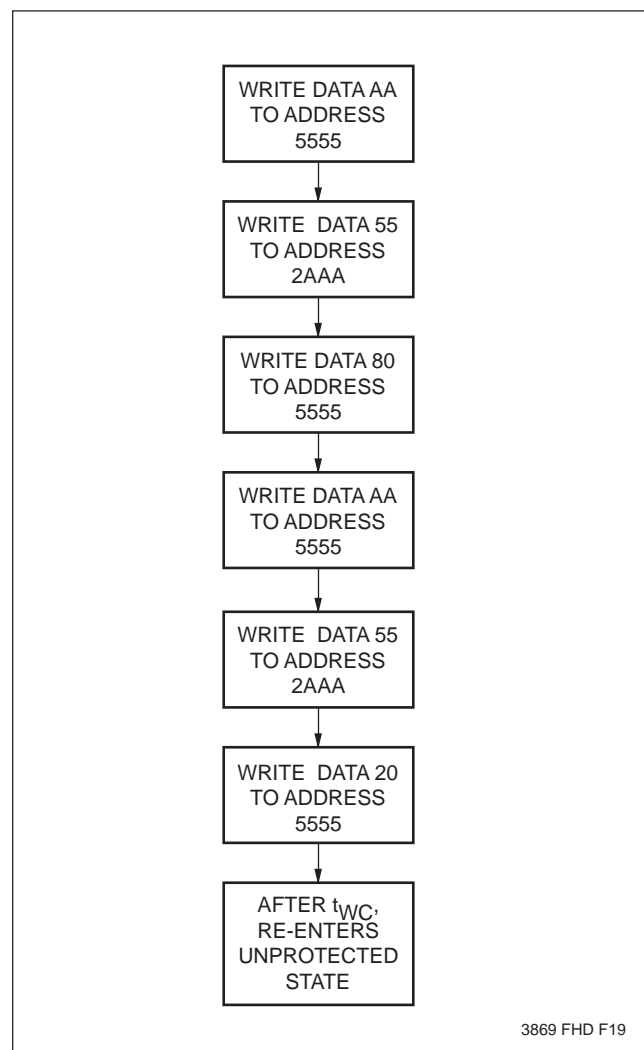 WRITE DATA AA
TO ADDRESS
5555
WRITE DATA 55
TO ADDRESS
2AAA
WRITE DATA 80
TO ADDRESS
5555
WRITE DATA AA
TO ADDRESS
5555
WRITE DATA 55
TO ADDRESS
2AAA
WRITE DATA 20
TO ADDRESS
5555
AFTER tWC,
RE-ENTERS
UNPROTECTED
STATE
3869 FHD F19